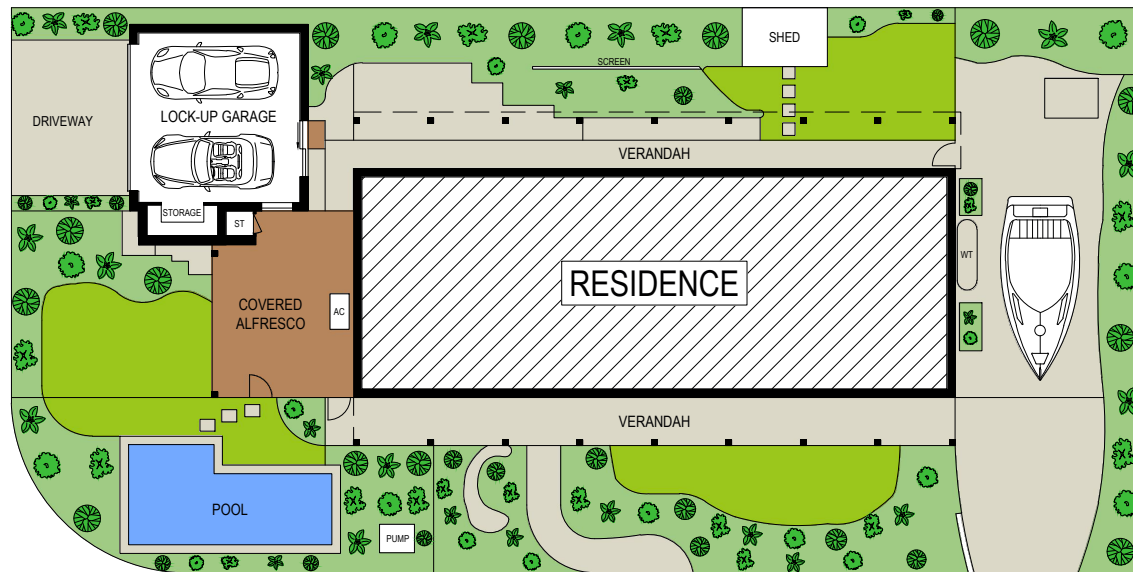 SHED
SCREEN
DRIVEWAY
LOCK-UP GARAGE
VERANDAH
STORAGE
ST
WT
RESIDENCE
COVERED
ALFRESCO
AC
VERANDAH
POOL
PUMP